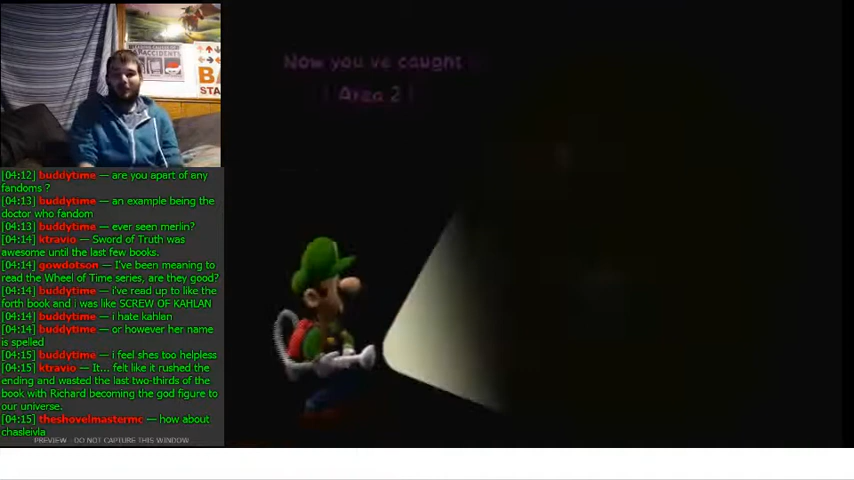 ACCIDENTS
BA
STA
Now you ve caught
Area 2
[04:12] buddytime — are you apart of any
fandoms ?
[04:13] buddytime — an example being the
doctor who fandom
[04:13] buddytime — ever seen merlin?
[04:14] ktravio — Sword of Truth was
awesome until the last few books.
[04:14] gowdotson — I've been meaning to
read the Wheel of Time series, are they good?
[04:14] buddytime — i've read up to like the
forth book and i was like SCREW OF KAHLAN
[04:14] buddytime — i hate kahlan
[04:14] buddytime — or however her name
is spelled
[04:15] buddytime — i feel shes too helpless
[04:15] ktravio — It... felt like it rushed the
ending and wasted the last two-thirds of the
book with Richard becoming the god figure to
our universe.
[04:15] theshovelmastermc — how about
chasleivla
PREVIEW - DO NOT CAPTURE THIS WINDOW